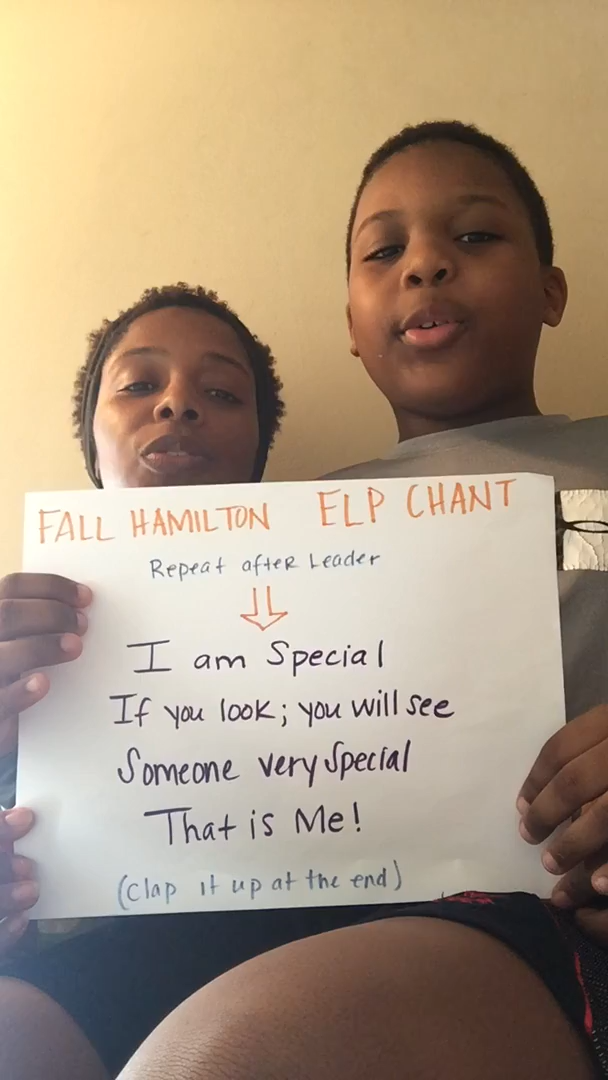 FALL HAMILTON ELP CHANT
Repeat after Leader
I am Special
If you look; you will see
Someone very Special
That is Me!
(clap it up at the end)